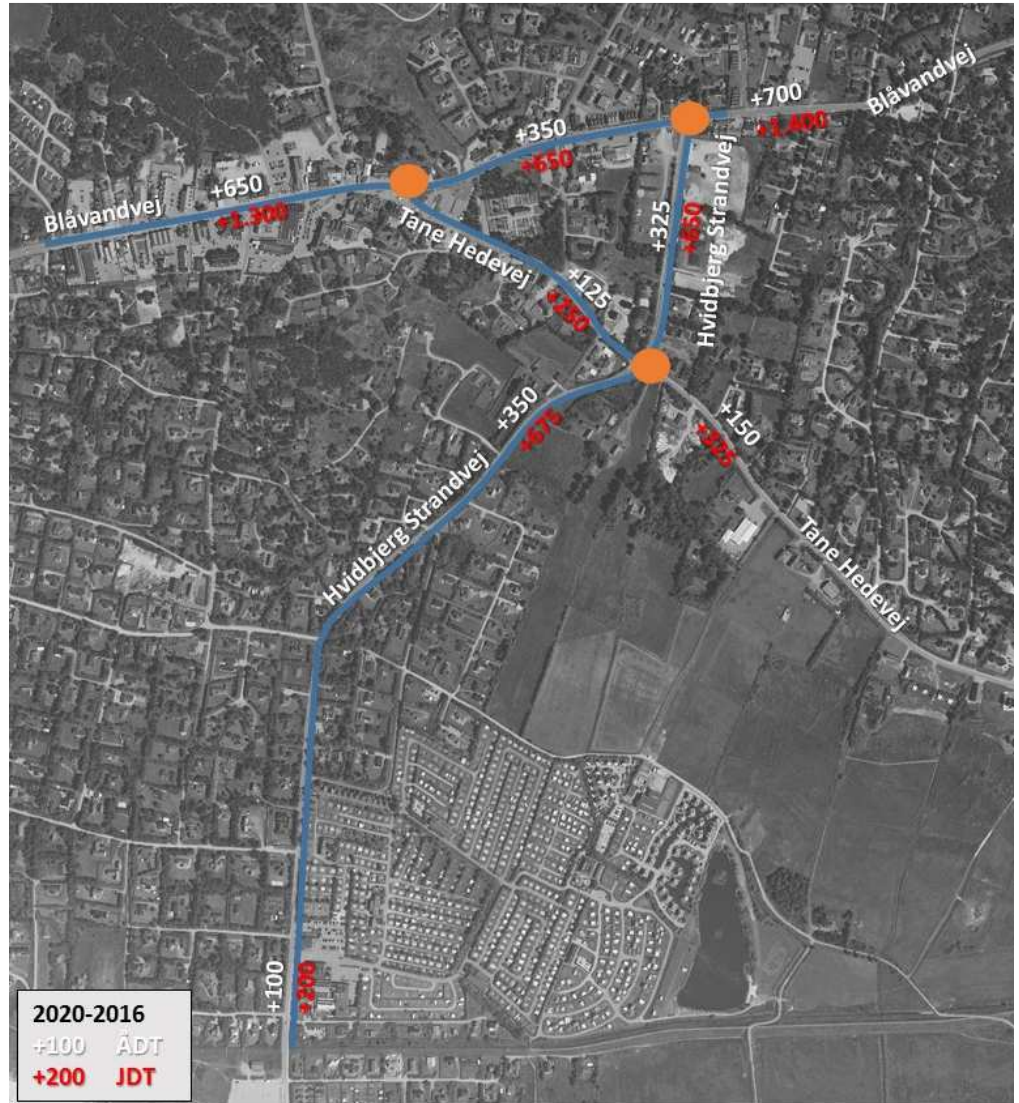 +700
+1.400
Blåvandvej
+350
+650
+650
+1.300
Blåvandvej
Tane Hedevej
+325
+650
Hvidbjerg Strandvej
+125
+250
+350
+675
+150
+325
Hvidbjerg Strandvej
Tane Hedevej
+100
+200
2020-2016
+100 ÅDT
+200 JDT